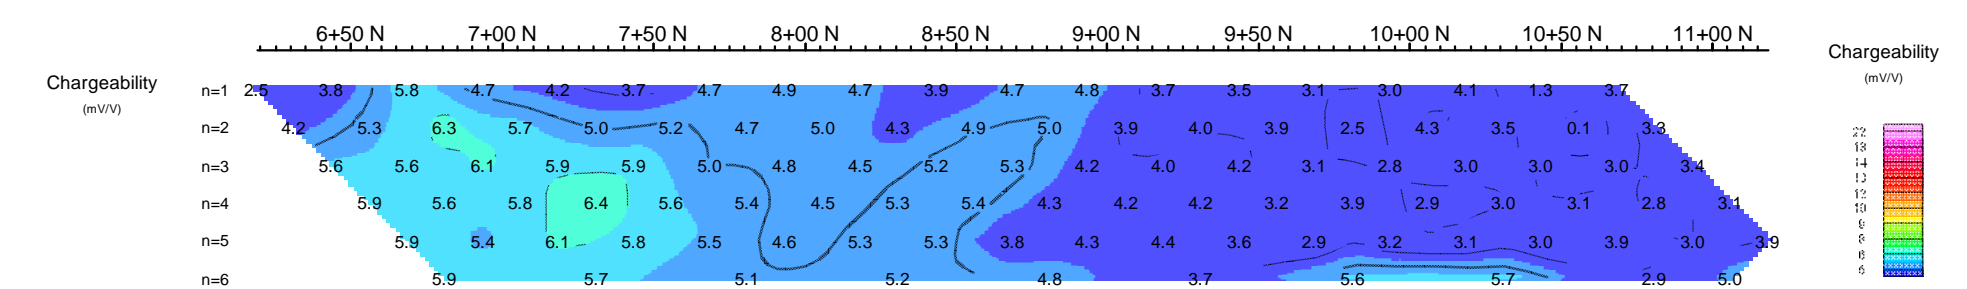 6+50 N 7+00 N 7+50 N 8+00 N 8+50 N 9+00 N 9+50 N 10+00 N 10+50 N 11+00 N
Chargeability
(mV/V)
n=1 2.5 3.8 5.8 4.7 4.2 3.7 4.7 4.9 4.7 3.9 4.7 4.8 3.7 3.5 3.1 3.0 4.1 1.3 3.7
n=2 4.2 5.3 6.3 5.7 5.0 5.2 4.7 5.0 4.3 4.9 5.0 3.9 4.0 3.9 2.5 4.3 3.5 0.1 3.3
n=3 5.6 5.6 6.1 5.9 5.9 5.0 4.8 4.5 5.2 5.3 4.2 4.0 4.2 3.1 2.8 3.0 3.0 3.0 3.4
n=4 5.9 5.6 5.8 6.4 5.6 5.4 4.5 5.3 5.4 4.3 4.2 4.2 3.2 3.9 2.9 3.0 3.1 2.8 3.1
n=5 5.9 5.4 6.1 5.8 5.5 4.6 5.3 5.3 3.8 4.3 4.4 3.6 2.9 3.2 3.1 3.0 3.9 3.0 3.9
n=6 5.9 5.7 5.1 5.2 4.8 3.7 5.6 5.7 2.9 5.0
Chargeability
(mV/V)